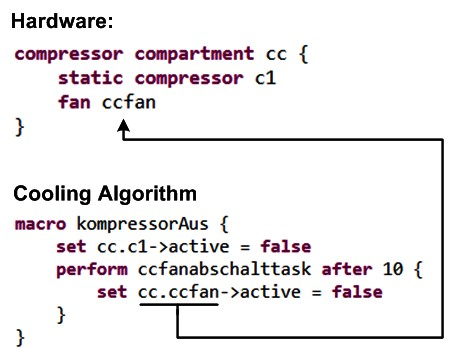 Hardware:
compressor compartment cc {
    static compressor c1
    fan ccfan
}
Cooling Algorithm
macro kompressorAus {
    set cc.c1->active = false
    perform ccfanabschalttask after 10 {
        set cc.ccfan->active = false
    }
}